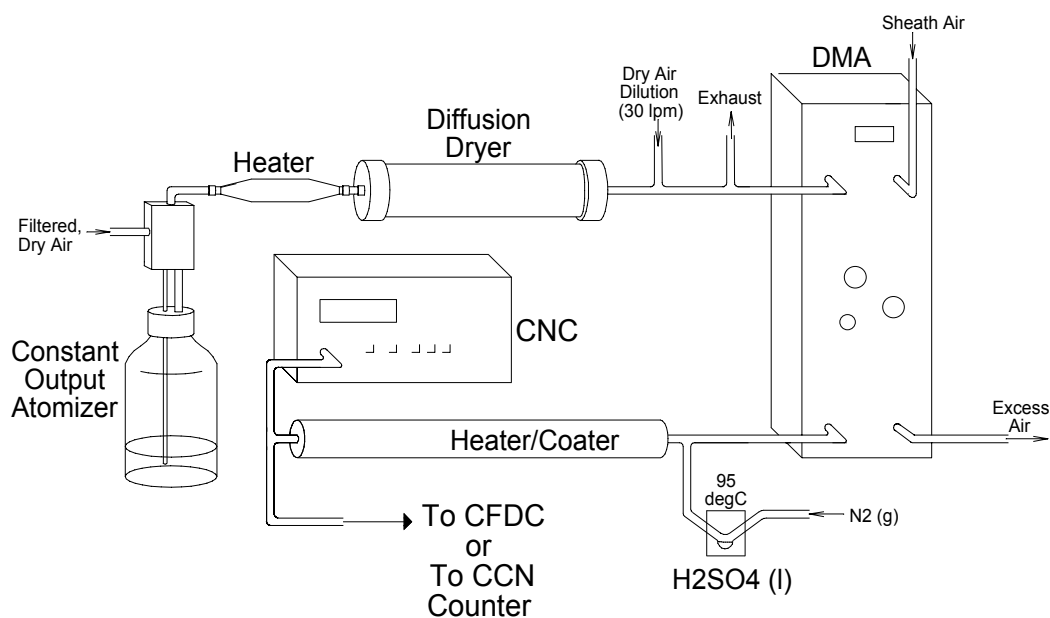 Sheath Air
DMA
Dry Air
Dilution
(30 lpm)
Exhaust
Diffusion
Dryer
Heater
Filtered,
Dry Air
CNC
Constant
Output
Atomizer
Heater/Coater
Excess
Air
95
degC
N2 (g)
H2SO4 (l)
To CFDC
or
To CCN
Counter